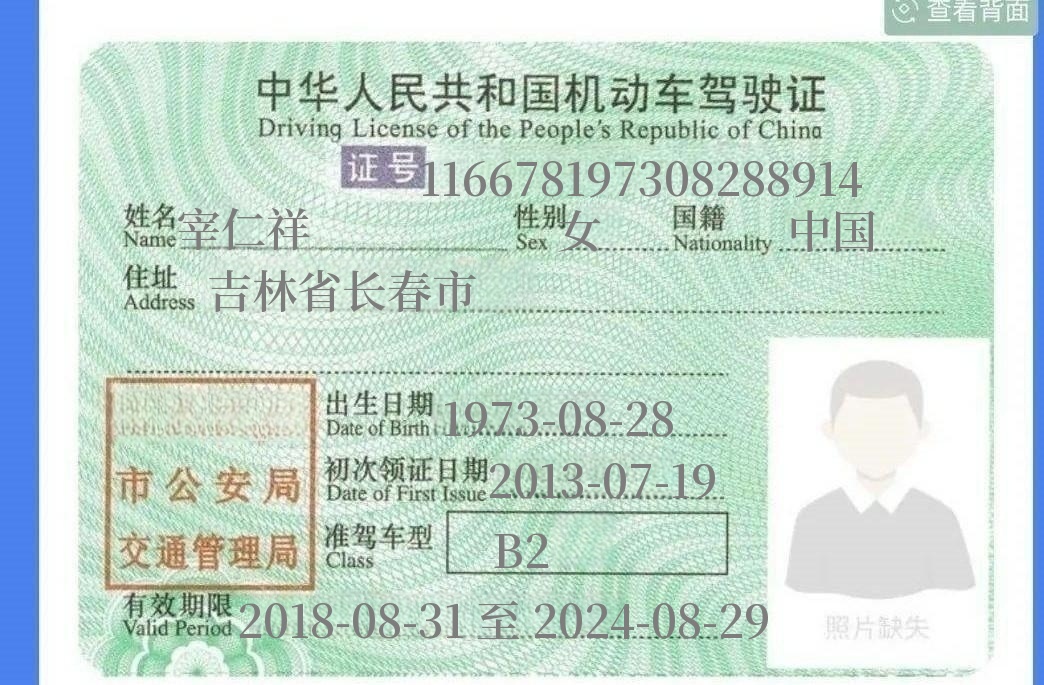 查看背面
中华人民共和国机动车驾驶证
Driving License of the People's Republic of China
证号 116678197308288914
姓名 宰仁祥 性别 女 国籍 中国
Name Sex Nationality
住址 吉林省长春市
Address
出生日期 1973-08-28
Date of Birth
初次领证日期 2013-07-19
Date of First Issue
市公安局
准驾车型 B2
Class
交通管理局
有效期限 2018-08-31 至 2024-08-29
Valid Period
照片缺失